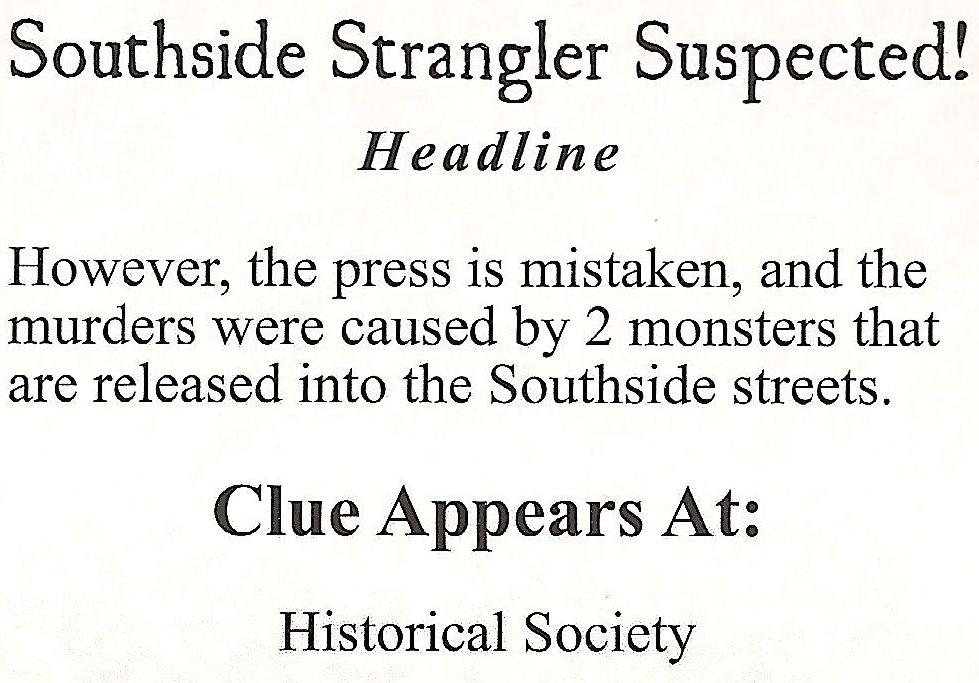 Southside Strangler Suspected!
Headline
However, the press is mistaken, and the
murders were caused by 2 monsters that
are released into the Southside streets.
Clue Appears At:
Historical Society